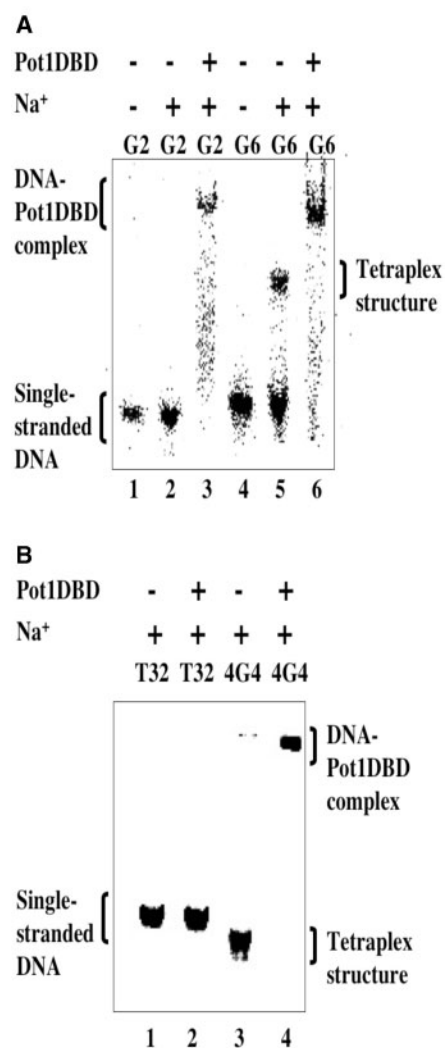 A
Pot1DBD - - + - - +
Na+ - + + - + +
G2 G2 G2 G6 G6 G6
DNA-
Pot1DBD
complex
Tetraplex
structure
Single-
stranded
DNA
1 2 3 4 5 6
B
Pot1DBD - + - +
Na+ + + + +
T32 T32 4G4 4G4
DNA-
Pot1DBD
complex
Single-
stranded
DNA
Tetraplex
structure
1 2 3 4